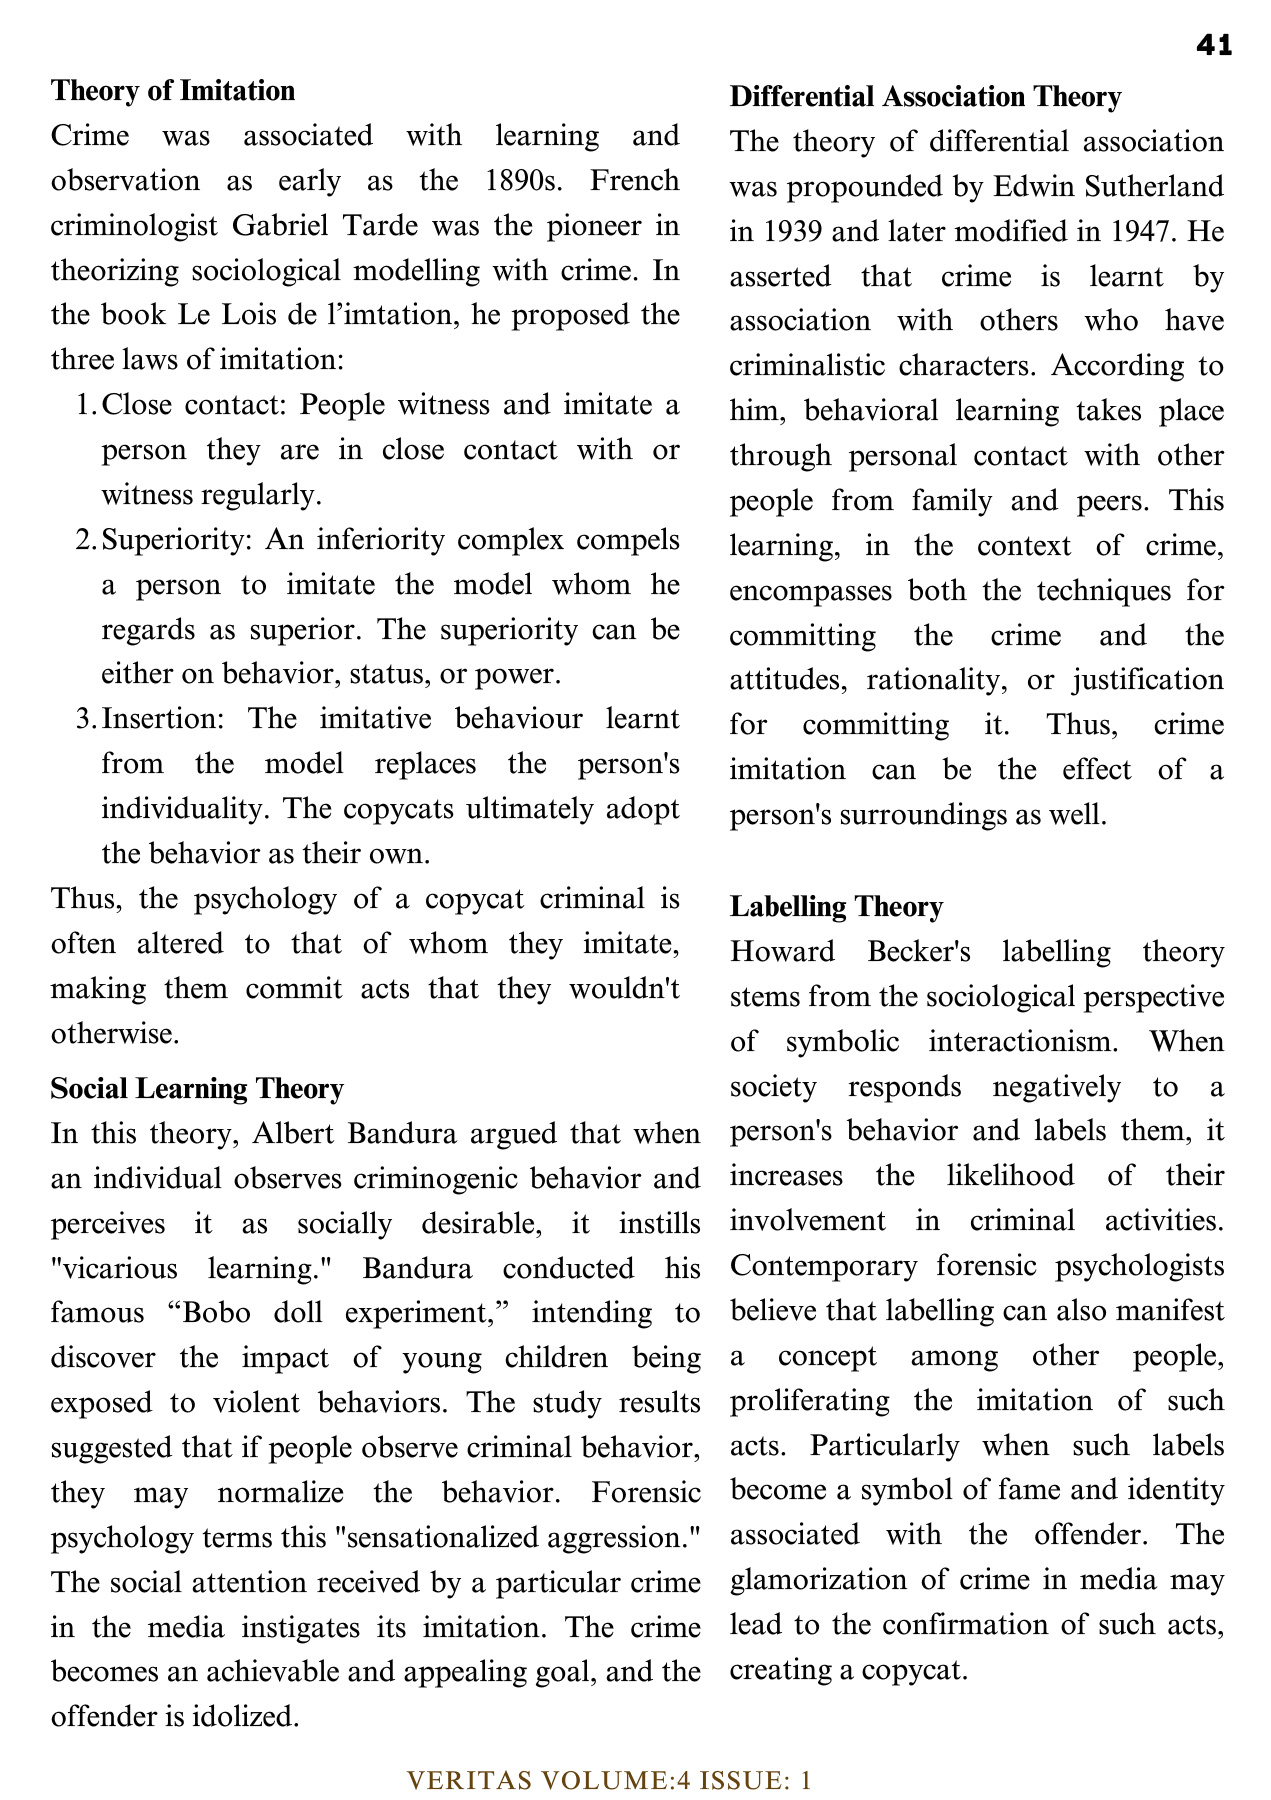 41
Theory of Imitation
Crime was associated with learning and
observation as early as the 1890s. French
criminologist Gabriel Tarde was the pioneer in
theorizing sociological modelling with crime. In
the book Le Lois de l’imtation, he proposed the
three laws of imitation:
1. Close contact: People witness and imitate a
person they are in close contact with or
witness regularly.
2. Superiority: An inferiority complex compels
a person to imitate the model whom he
regards as superior. The superiority can be
either on behavior, status, or power.
3. Insertion: The imitative behaviour learnt
from the model replaces the person's
individuality. The copycats ultimately adopt
the behavior as their own.
Thus, the psychology of a copycat criminal is
often altered to that of whom they imitate,
making them commit acts that they wouldn't
otherwise.
Social Learning Theory
In this theory, Albert Bandura argued that when
an individual observes criminogenic behavior and
perceives it as socially desirable, it instills
"vicarious learning." Bandura conducted his
famous “Bobo doll experiment,” intending to
discover the impact of young children being
exposed to violent behaviors. The study results
suggested that if people observe criminal behavior,
they may normalize the behavior. Forensic
psychology terms this "sensationalized aggression."
The social attention received by a particular crime
in the media instigates its imitation. The crime
becomes an achievable and appealing goal, and the
offender is idolized.
Differential Association Theory
The theory of differential association
was propounded by Edwin Sutherland
in 1939 and later modified in 1947. He
asserted that crime is learnt by
association with others who have
criminalistic characters. According to
him, behavioral learning takes place
through personal contact with other
people from family and peers. This
learning, in the context of crime,
encompasses both the techniques for
committing the crime and the
attitudes, rationality, or justification
for committing it. Thus, crime
imitation can be the effect of a
person's surroundings as well.
Labelling Theory
Howard Becker's labelling theory
stems from the sociological perspective
of symbolic interactionism. When
society responds negatively to a
person's behavior and labels them, it
increases the likelihood of their
involvement in criminal activities.
Contemporary forensic psychologists
believe that labelling can also manifest
a concept among other people,
proliferating the imitation of such
acts. Particularly when such labels
become a symbol of fame and identity
associated with the offender. The
glamorization of crime in media may
lead to the confirmation of such acts,
creating a copycat.
VERITAS VOLUME:4 ISSUE: 1